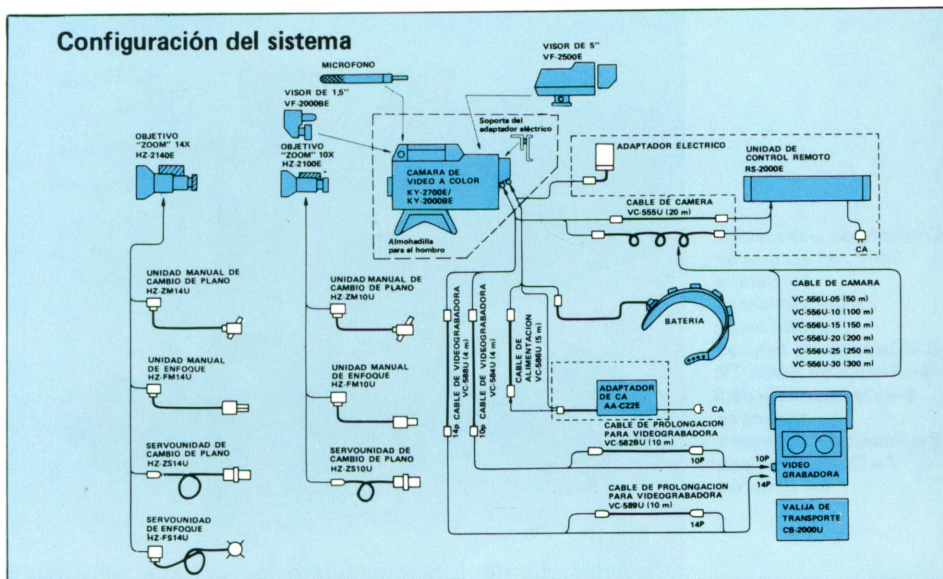 Configuración del sistema
MICROFONO
VISOR DE 1,5"
VF-2000BE
VISOR DE 5"
VF-2500E
Soporte del
adaptador eléctrico
OBJETIVO
"ZOOM" 14X
HZ-2140E
OBJETIVO
"ZOOM" 10X
HZ-2100E
CAMARA DE
VIDEO A COLOR
KY-2700E/
KY-2000BE
Almohadilla
para el hombro
ADAPTADOR ELECTRICO
UNIDAD DE
CONTROL REMOTO
RS-2000E
CABLE DE CAMERA
VC-555U (20 m)
CA
UNIDAD MANUAL DE
CAMBIO DE PLANO
HZ-ZM14U
UNIDAD MANUAL DE
CAMBIO DE PLANO
HZ-ZM10U
CABLE DE CAMARA
VC-556U-05 (50 m)
VC-556U-10 (100 m)
VC-556U-15 (150 m)
VC-556U-20 (200 m)
VC-556U-25 (250 m)
VC-556U-30 (300 m)
BATERIA
14p CABLE DE VIDEOGRABADORA
VC-588U (4 m)
10p CABLE DE VIDEOGRABADORA
VC-584U (4 m)
CABLE DE
ALIMENTACION
VC-586U (5 m)
UNIDAD MANUAL
DE ENFOQUE
HZ-FM14U
UNIDAD MANUAL
DE ENFOQUE
HZ-FM10U
ADAPTADOR
DE CA
AA-C22E
CA
SERVOUNIDAD DE
CAMBIO DE PLANO
HZ-ZS14U
SERVOUNIDAD DE
CAMBIO DE PLANO
HZ-ZS10U
CABLE DE PROLONGACION
PARA VIDEOGRABADORA
VC-582BU (10 m)
10P
10P
VIDEO
GRABADORA
14P
CABLE DE PROLONGACION
PARA VIDEOGRABADORA
VC-589U (10 m)
14P
VALIJA DE
TRANSPORTE
CB-2000U
SERVOUNIDAD
DE ENFOQUE
HZ-FS14U